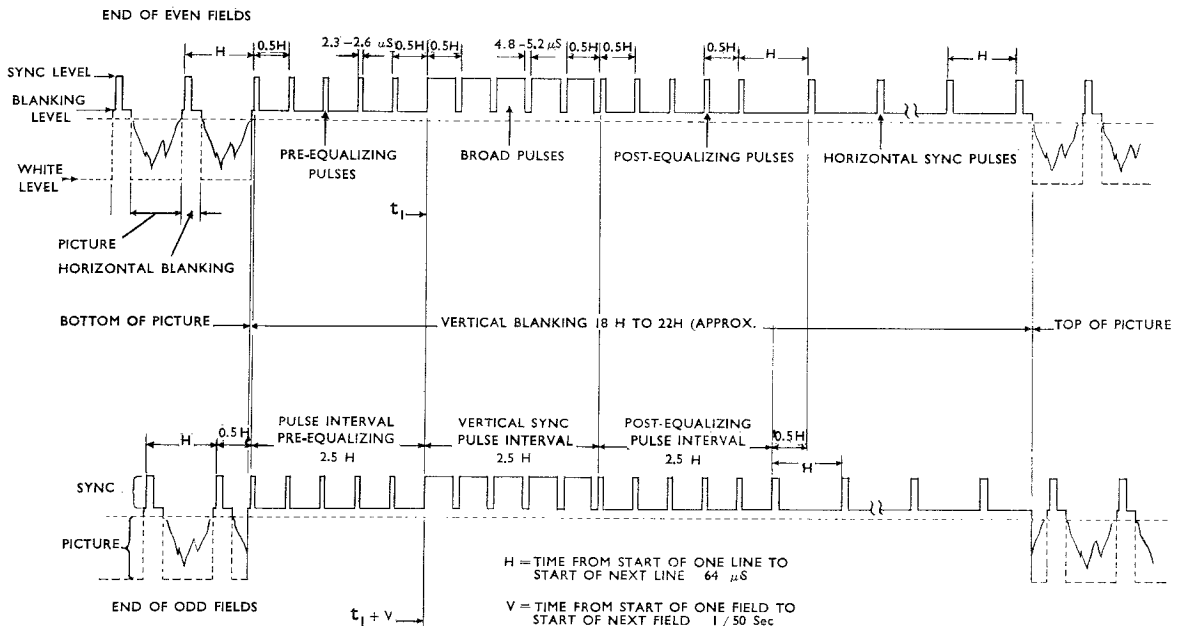 END OF EVEN FIELDS
H
0.5H
2.3–2.6 µS
0.5H
0.5H
4.8–5.2µS
0.5H
0.5H
0.5H
H
H
SYNC LEVEL
BLANKING
LEVEL
WHITE
LEVEL
PRE-EQUALIZING
PULSES
BROAD PULSES
POST-EQUALIZING PULSES
HORIZONTAL SYNC PULSES
t₁
PICTURE
HORIZONTAL BLANKING
BOTTOM OF PICTURE
VERTICAL BLANKING 18 H TO 22H (APPROX.
TOP OF PICTURE
H
0.5H
PULSE INTERVAL
PRE-EQUALIZING
2.5 H
VERTICAL SYNC
PULSE INTERVAL
2.5 H
POST-EQUALIZING
PULSE INTERVAL
2.5 H
0.5H
H
SYNC
PICTURE
END OF ODD FIELDS
t₁ + V
H = TIME FROM START OF ONE LINE TO
START OF NEXT LINE 64 µS
V = TIME FROM START OF ONE FIELD TO
START OF NEXT FIELD 1/50 Sec